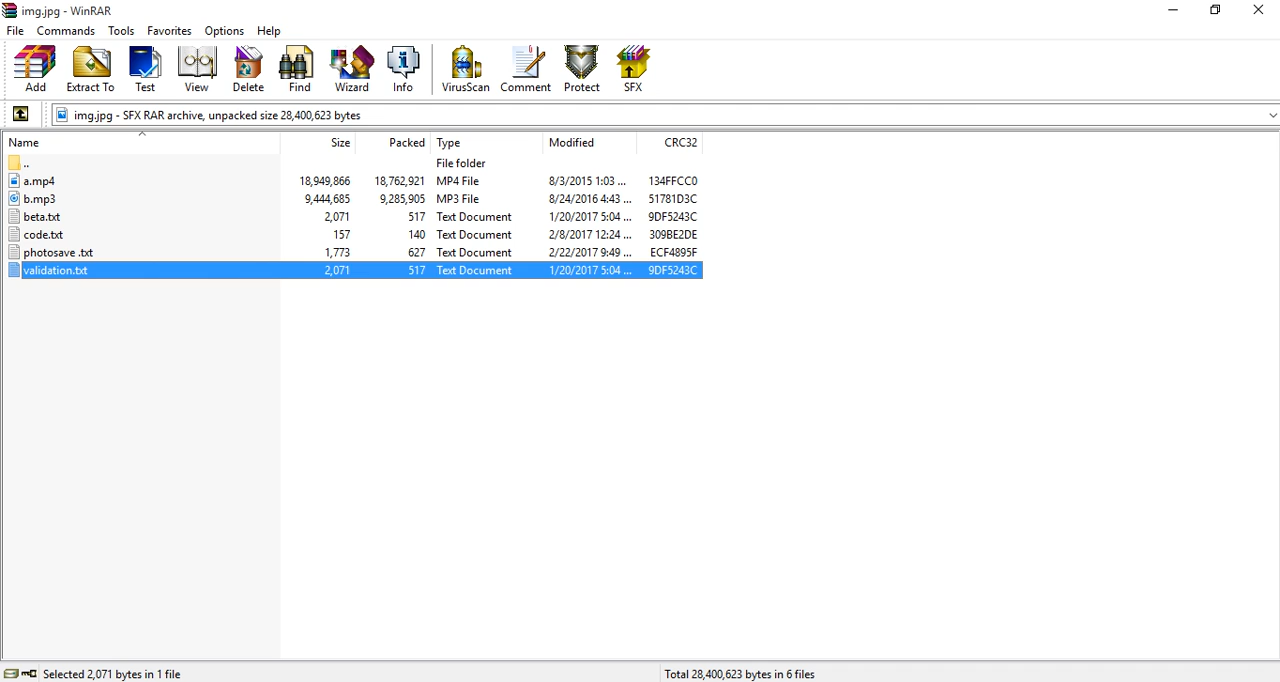 img.jpg - WinRAR
File Commands Tools Favorites Options Help
Add Extract To Test View Delete Find Wizard Info VirusScan Comment Protect SFX
img.jpg - SFX RAR archive, unpacked size 28,400,623 bytes
Name Size Packed Type Modified CRC32
.. File folder
a.mp4 18,949,866 18,762,921 MP4 File 8/3/2015 1:03 ... 134FFCC0
b.mp3 9,444,685 9,285,905 MP3 File 8/24/2016 4:43 ... 51781D3C
beta.txt 2,071 517 Text Document 1/20/2017 5:04 ... 9DF5243C
code.txt 157 140 Text Document 2/8/2017 12:24 ... 309BE2DE
photosave .txt 1,773 627 Text Document 2/22/2017 9:49 ... ECF4895F
validation.txt 2,071 517 Text Document 1/20/2017 5:04 ... 9DF5243C
Selected 2,071 bytes in 1 file Total 28,400,623 bytes in 6 files